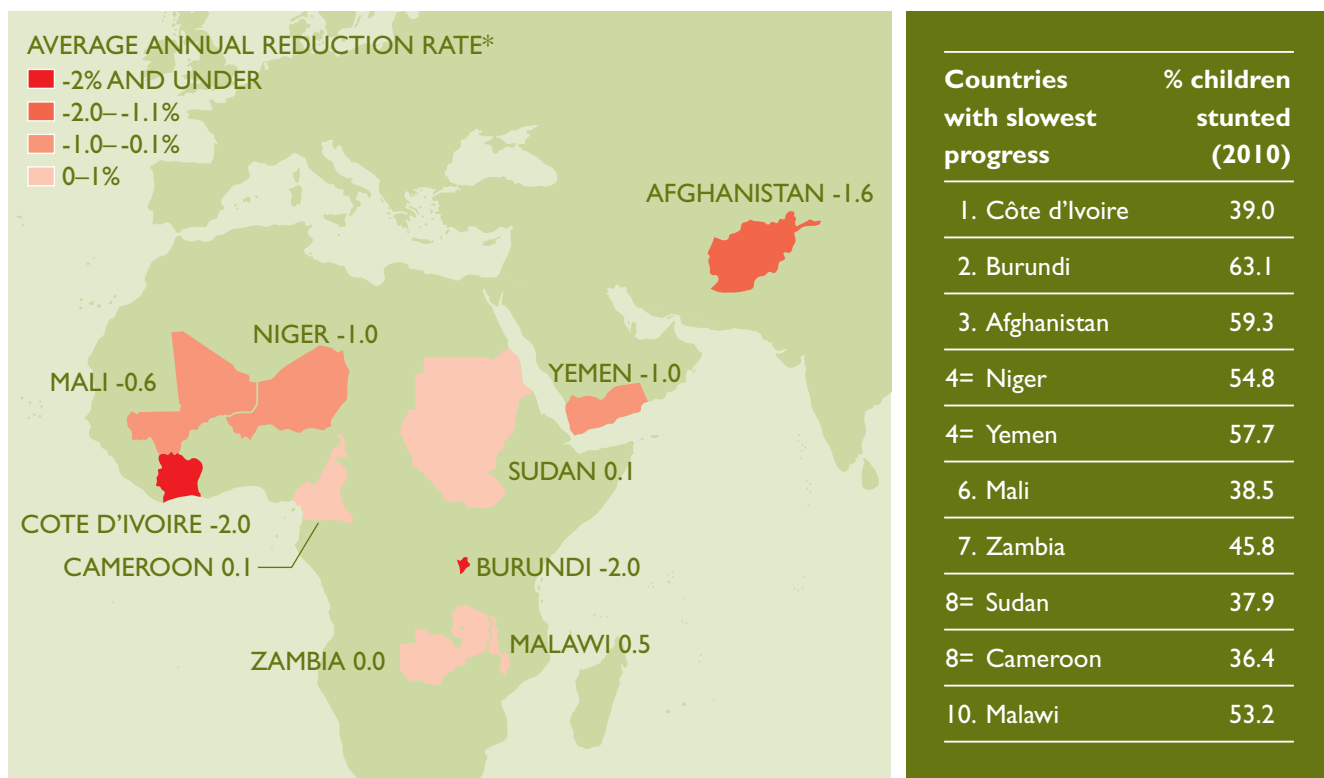 AVERAGE ANNUAL REDUCTION RATE*
-2% AND UNDER
-2.0– -1.1%
-1.0– -0.1%
0–1%
AFGHANISTAN -1.6
NIGER -1.0
MALI -0.6
YEMEN -1.0
SUDAN 0.1
COTE D’IVOIRE -2.0
CAMEROON 0.1
BURUNDI -2.0
MALAWI 0.5
ZAMBIA 0.0
Countries % children
with slowest stunted
progress (2010)
1. Côte d’Ivoire 39.0
2. Burundi 63.1
3. Afghanistan 59.3
4= Niger 54.8
4= Yemen 57.7
6. Mali 38.5
7. Zambia 45.8
8= Sudan 37.9
8= Cameroon 36.4
10. Malawi 53.2